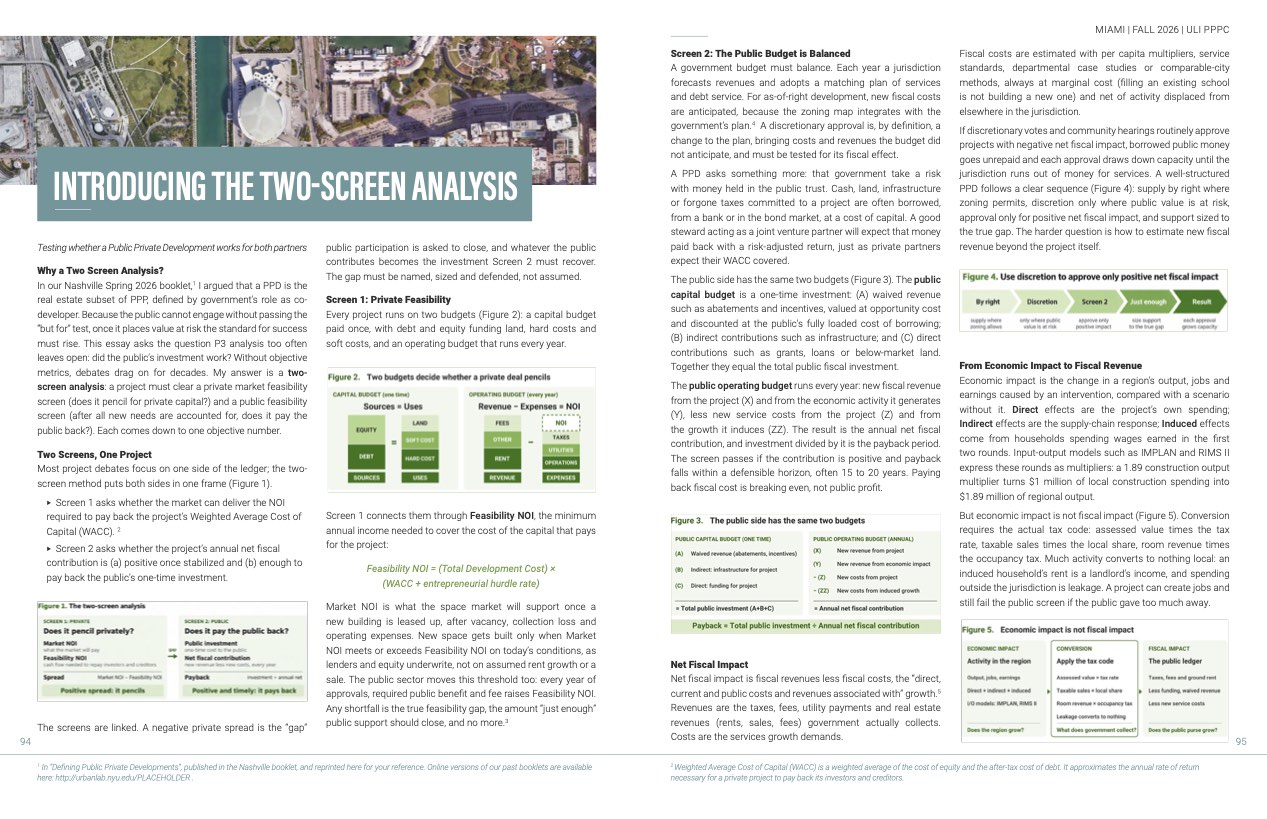 MIAMI | FALL 2026 | ULI PPPC
INTRODUCING THE TWO-SCREEN ANALYSIS
Testing whether a Public Private Development works for both partners
Why a Two Screen Analysis?
In our Nashville Spring 2026 booklet,1 I argued that a PPD is the
real estate subset of PPP, defined by government's role as co-
developer. Because the public cannot engage without passing the
"but for" test, once it places value at risk the standard for success
must rise. This essay asks the question P3 analysis too often
leaves open: did the public's investment work? Without objective
metrics, debates drag on for decades. My answer is a two-
screen analysis: a project must clear a private market feasibility
screen (does it pencil for private capital?) and a public feasibility
screen (after all new needs are accounted for, does it pay the
public back?). Each comes down to one objective number.
Two Screens, One Project
Most project debates focus on one side of the ledger; the two-
screen method puts both sides in one frame (Figure 1).
▸ Screen 1 asks whether the market can deliver the NOI
required to pay back the project's Weighted Average Cost of
Capital (WACC). 2
▸ Screen 2 asks whether the project's annual net fiscal
contribution is (a) positive once stabilized and (b) enough to
pay back the public's one-time investment.
Figure 1. The two-screen analysis
SCREEN 1: PRIVATE
Does it pencil privately?
Market NOI
what the market will pay
Feasibility NOI
cash flow needed to repay investors and creditors.
Spread Market NOI − Feasibility NOI
Positive spread: it pencils
SCREEN 2: PUBLIC
Does it pay the public back?
Public investment
one-time
Net fiscal contribution
new revenue less new costs, every year
Payback Investment ÷ annual net
Positive and timely: it pays back
The screens are linked. A negative private spread is the "gap"
public participation is asked to close, and whatever the public
contributes becomes the investment Screen 2 must recover.
The gap must be named, sized and defended, not assumed.
Screen 1: Private Feasibility
Every project runs on two budgets (Figure 2): a capital budget
paid once, with debt and equity funding land, hard costs and
soft costs, and an operating budget that runs every year.
Figure 2. Two budgets decide whether a private deal pencils
CAPITAL BUDGET (one time)
Sources = Uses
EQUITY
DEBT
SOURCES
=
LAND
SOFT COST
HARD COST
USES
OPERATING BUDGET (every year)
Revenue − Expenses = NOI
FEES
OTHER
RENT
REVENUE
−
NOI
TAXES
UTILITIES
OPERATIONS
EXPENSES
Screen 1 connects them through Feasibility NOI, the minimum
annual income needed to cover the cost of the capital that pays
for the project:
Feasibility NOI = (Total Development Cost) ×
(WACC + entrepreneurial hurdle rate)
Market NOI is what the space market will support once a
new building is leased up, after vacancy, collection loss and
operating expenses. New space gets built only when Market
NOI meets or exceeds Feasibility NOI on today's conditions, as
lenders and equity underwrite, not on assumed rent growth or a
sale. The public sector moves this threshold too: every year of
approvals, required public benefit and fee raises Feasibility NOI.
Any shortfall is the true feasibility gap, the amount "just enough"
public support should close, and no more.3
94
1 In "Defining Public Private Developments", published in the Nashville booklet, and reprinted here for your reference. Online versions of our past booklets are available
here: http://urbanlab.nyu.edu/PLACEHOLDER .
Screen 2: The Public Budget is Balanced
A government budget must balance. Each year a jurisdiction
forecasts revenues and adopts a matching plan of services
and debt service. For as-of-right development, new fiscal costs
are anticipated, because the zoning map integrates with the
government's plan.4 A discretionary approval is, by definition, a
change to the plan, bringing costs and revenues the budget did
not anticipate, and must be tested for its fiscal effect.
A PPD asks something more: that government take a risk
with money held in the public trust. Cash, land, infrastructure
or forgone taxes committed to a project are often borrowed,
from a bank or in the bond market, at a cost of capital. A good
steward acting as a joint venture partner will expect that money
paid back with a risk-adjusted return, just as private partners
expect their WACC covered.
The public side has the same two budgets (Figure 3). The public
capital budget is a one-time investment: (A) waived revenue
such as abatements and incentives, valued at opportunity cost
and discounted at the public's fully loaded cost of borrowing;
(B) indirect contributions such as infrastructure; and (C) direct
contributions such as grants, loans or below-market land.
Together they equal the total public fiscal investment.
The public operating budget runs every year: new fiscal revenue
from the project (X) and from the economic activity it generates
(Y), less new service costs from the project (Z) and from
the growth it induces (ZZ). The result is the annual net fiscal
contribution, and investment divided by it is the payback period.
The screen passes if the contribution is positive and payback
falls within a defensible horizon, often 15 to 20 years. Paying
back fiscal cost is breaking even, not public profit.
Figure 3. The public side has the same two budgets
PUBLIC CAPITAL BUDGET (ONE TIME)
(A) Waived revenue (abatements, incentives)
(B) Indirect: infrastructure for project
(C) Direct: funding for project
= Total public investment (A+B+C)
PUBLIC OPERATING BUDGET (ANNUAL)
(X) New revenue from project
(Y) New revenue from economic impact
− (Z) New costs from project
− (ZZ) New costs from induced growth
= Annual net fiscal contribution
Payback = Total public investment ÷ Annual net fiscal contribution
Net Fiscal Impact
Net fiscal impact is fiscal revenues less fiscal costs, the "direct,
current and public costs and revenues associated with" growth.5
Revenues are the taxes, fees, utility payments and real estate
revenues (rents, sales, fees) government actually collects.
Costs are the services growth demands.
Fiscal costs are estimated with per capita multipliers, service
standards, departmental case studies or comparable-city
methods, always at marginal cost (filling an existing school
is not building a new one) and net of activity displaced from
elsewhere in the jurisdiction.
If discretionary votes and community hearings routinely approve
projects with negative net fiscal impact, borrowed public money
goes unrepaid and each approval draws down capacity until the
jurisdiction runs out of money for services. A well-structured
PPD follows a clear sequence (Figure 4): supply by right where
zoning permits, discretion only where public value is at risk,
approval only for positive net fiscal impact, and support sized to
the true gap. The harder question is how to estimate new fiscal
revenue beyond the project itself.
Figure 4. Use discretion to approve only positive net fiscal impact
By right
Discretion
Screen 2
Just enough
Result
supply where
zoning allows
only where public
value is at risk
approve only
positive impact
size support
to the true gap
each approval
grows capacity
From Economic Impact to Fiscal Revenue
Economic impact is the change in a region's output, jobs and
earnings caused by an intervention, compared with a scenario
without it. Direct effects are the project's own spending;
Indirect effects are the supply-chain response; Induced effects
come from households spending wages earned in the first
two rounds. Input-output models such as IMPLAN and RIMS II
express these rounds as multipliers: a 1.89 construction output
multiplier turns $1 million of local construction spending into
$1.89 million of regional output.
But economic impact is not fiscal impact (Figure 5). Conversion
requires the actual tax code: assessed value times the tax
rate, taxable sales times the local share, room revenue times
the occupancy tax. Much activity converts to nothing local: an
induced household's rent is a landlord's income, and spending
outside the jurisdiction is leakage. A project can create jobs and
still fail the public screen if the public gave too much away.
Figure 5. Economic impact is not fiscal impact
ECONOMIC IMPACT
Activity in the region
Output, jobs, earnings
Direct + indirect + induced
I/O models: IMPLAN, RIMS II
Does the region grow?
CONVERSION
Apply the tax code
Assessed value × tax rate
Taxable sales × local share
Room revenue × occupancy tax
Leakage converts to nothing
What does government collect?
FISCAL IMPACT
The public ledger
Taxes, fees and ground rent
Less funding, waived revenue
Less new service costs
Does the public purse grow?
95
2 Weighted Average Cost of Capital (WACC) is a weighted average of the cost of equity and the after-tax cost of debt. It approximates the annual rate of return
necessary for a private project to pay back its investors and creditors.